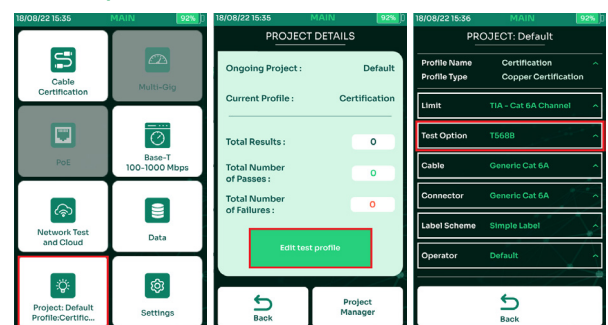 18/08/22 15:35 MAIN 92%
Cable
Certification
Multi-Gig
PoE
Base-T
100-1000 Mbps
Network Test
and Cloud
Data
Project: Default
Profile:Certific...
Settings
18/08/22 15:35 MAIN 92%
PROJECT DETAILS
Ongoing Project : Default
Current Profile : Certification
Total Results : 0
Total Number
of Passes : 0
Total Number
of Failures : 0
Edit test profile
Back
Project
Manager
18/08/22 15:36 MAIN 92%
PROJECT: Default
Profile Name Certification
Profile Type Copper Certification
Limit TIA - Cat 6A Channel
Test Option T568B
Cable Generic Cat 6A
Connector Generic Cat 6A
Label Scheme Simple Label
Operator Default
Back